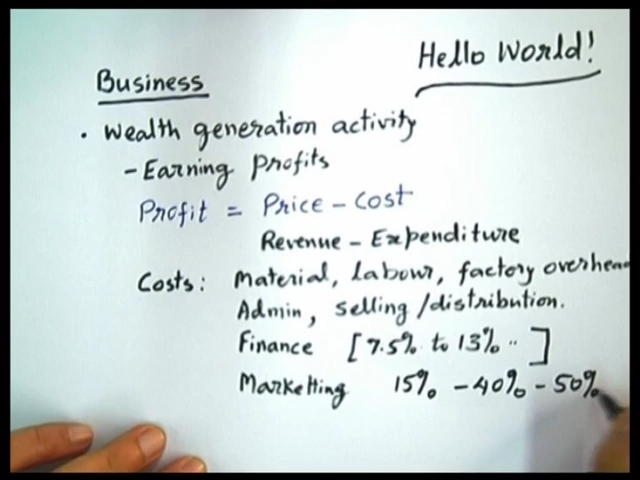 Hello World!
Business
• Wealth generation activity
- Earning Profits
Profit = Price - Cost
Revenue - Expenditure
Costs: Material, labour, factory overhea
Admin, selling/distribution.
Finance [7.5% to 13% .. ]
Marketting 15% - 40% - 50%